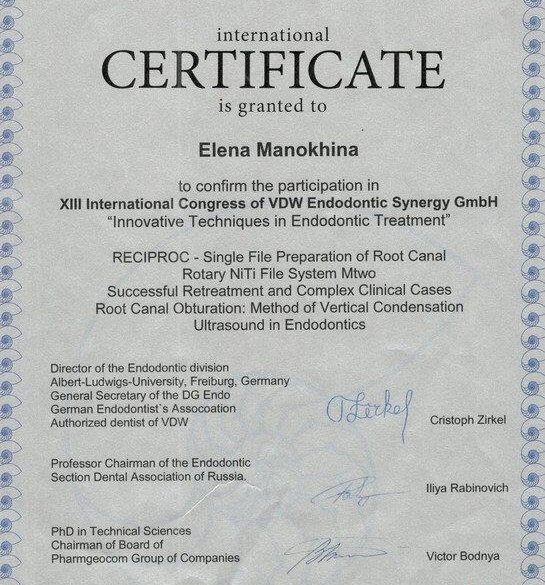 international
CERTIFICATE
is granted to
Elena Manokhina
to confirm the participation in
XIII International Congress of VDW Endodontic Synergy GmbH
“Innovative Techniques in Endodontic Treatment”
RECIPROC - Single File Preparation of Root Canal
Rotary NiTi File System Mtwo
Successful Retreatment and Complex Clinical Cases
Root Canal Obturation: Method of Vertical Condensation
Ultrasound in Endodontics
Director of the Endodontic division
Albert-Ludwigs-University, Freiburg, Germany
General Secretary of the DG Endo
German Endodontist`s Assocoation
Authorized dentist of VDW
Cristoph Zirkel
Professor Chairman of the Endodontic
Section Dental Association of Russia.
Iliya Rabinovich
PhD in Technical Sciences
Chairman of Board of
Phamgeocom Group of Companies
Victor Bodnya